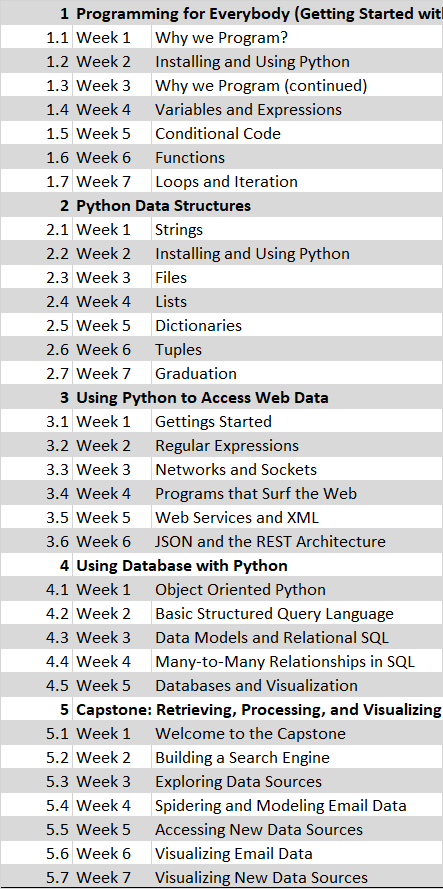 1 Programming for Everybody (Getting Started wit
1.1 Week 1 Why we Program?
1.2 Week 2 Installing and Using Python
1.3 Week 3 Why we Program (continued)
1.4 Week 4 Variables and Expressions
1.5 Week 5 Conditional Code
1.6 Week 6 Functions
1.7 Week 7 Loops and Iteration
2 Python Data Structures
2.1 Week 1 Strings
2.2 Week 2 Installing and Using Python
2.3 Week 3 Files
2.4 Week 4 Lists
2.5 Week 5 Dictionaries
2.6 Week 6 Tuples
2.7 Week 7 Graduation
3 Using Python to Access Web Data
3.1 Week 1 Gettings Started
3.2 Week 2 Regular Expressions
3.3 Week 3 Networks and Sockets
3.4 Week 4 Programs that Surf the Web
3.5 Week 5 Web Services and XML
3.6 Week 6 JSON and the REST Architecture
4 Using Database with Python
4.1 Week 1 Object Oriented Python
4.2 Week 2 Basic Structured Query Language
4.3 Week 3 Data Models and Relational SQL
4.4 Week 4 Many-to-Many Relationships in SQL
4.5 Week 5 Databases and Visualization
5 Capstone: Retrieving, Processing, and Visualizing
5.1 Week 1 Welcome to the Capstone
5.2 Week 2 Building a Search Engine
5.3 Week 3 Exploring Data Sources
5.4 Week 4 Spidering and Modeling Email Data
5.5 Week 5 Accessing New Data Sources
5.6 Week 6 Visualizing Email Data
5.7 Week 7 Visualizing New Data Sources